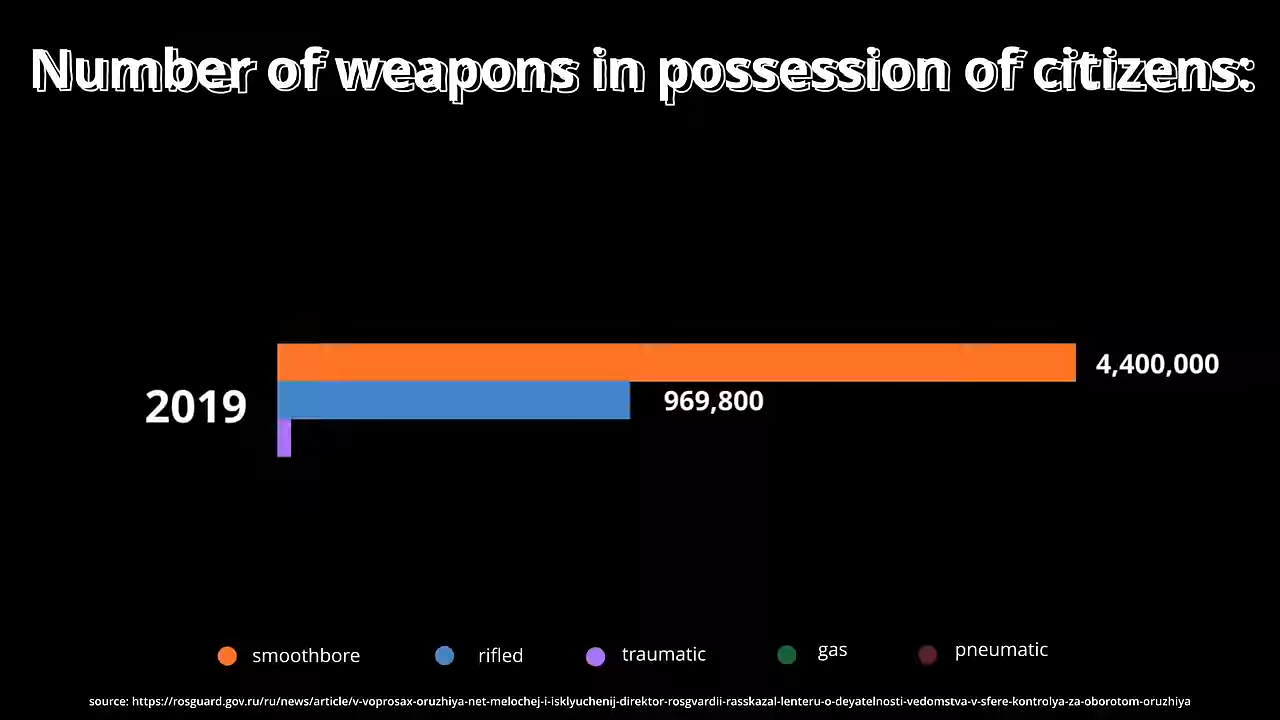 Number of weapons in possession of citizens:
4,400,000
969,800
2019
smoothbore
rifled
traumatic
gas
pneumatic
source: https://rosguard.gov.ru/ru/news/article/v-voprosax-oruzhiya-net-melochej-i-isklyuchenij-direktor-rosgvardii-rasskazal-lenteru-o-deyatelnosti-vedomstva-v-sfere-kontrolya-za-oborotom-oruzhiya